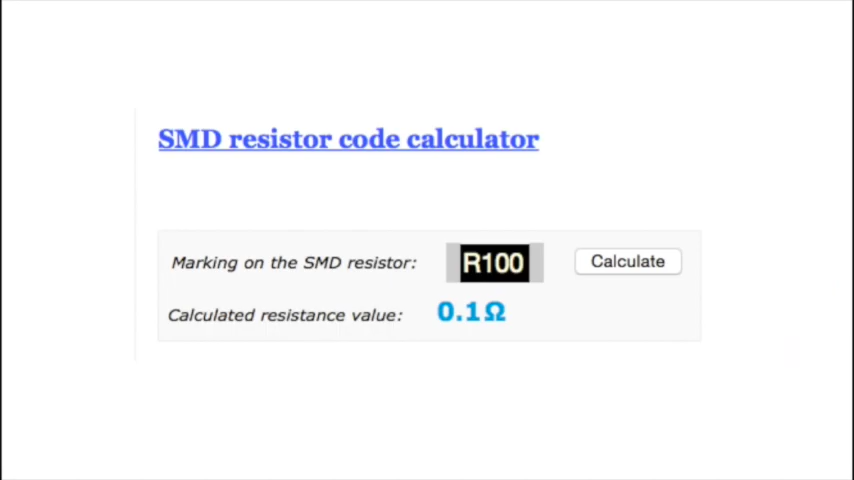 SMD resistor code calculator
Marking on the SMD resistor: R100 Calculate
Calculated resistance value: 0.1Ω